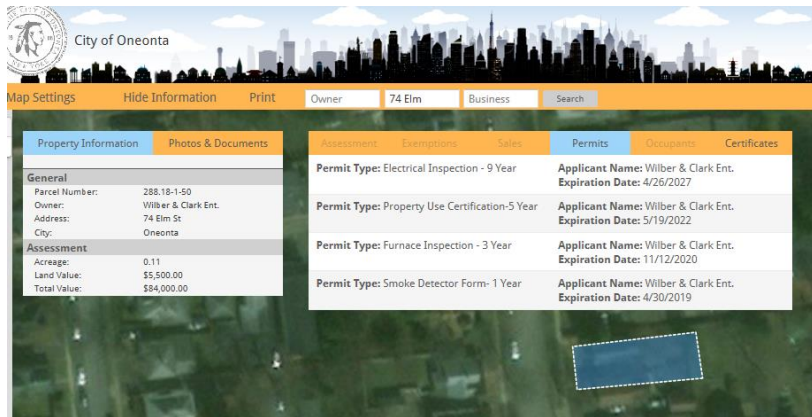 City of Oneonta
Map Settings Hide Information Print Owner 74 Elm Business Search
Property Information Photos & Documents
General
Parcel Number: 288.18-1-50
Owner: Wilber & Clark Ent.
Address: 74 Elm St
City: Oneonta
Assessment
Acreage: 0.11
Land Value: $5,500.00
Total Value: $84,000.00
Assessment Exemptions Sales Permits Occupants Certificates
Permit Type: Electrical Inspection - 9 Year
Applicant Name: Wilber & Clark Ent.
Expiration Date: 4/26/2027
Permit Type: Property Use Certification-5 Year
Applicant Name: Wilber & Clark Ent.
Expiration Date: 5/19/2022
Permit Type: Furnace Inspection - 3 Year
Applicant Name: Wilber & Clark Ent.
Expiration Date: 11/12/2020
Permit Type: Smoke Detector Form- 1 Year
Applicant Name: Wilber & Clark Ent.
Expiration Date: 4/30/2019